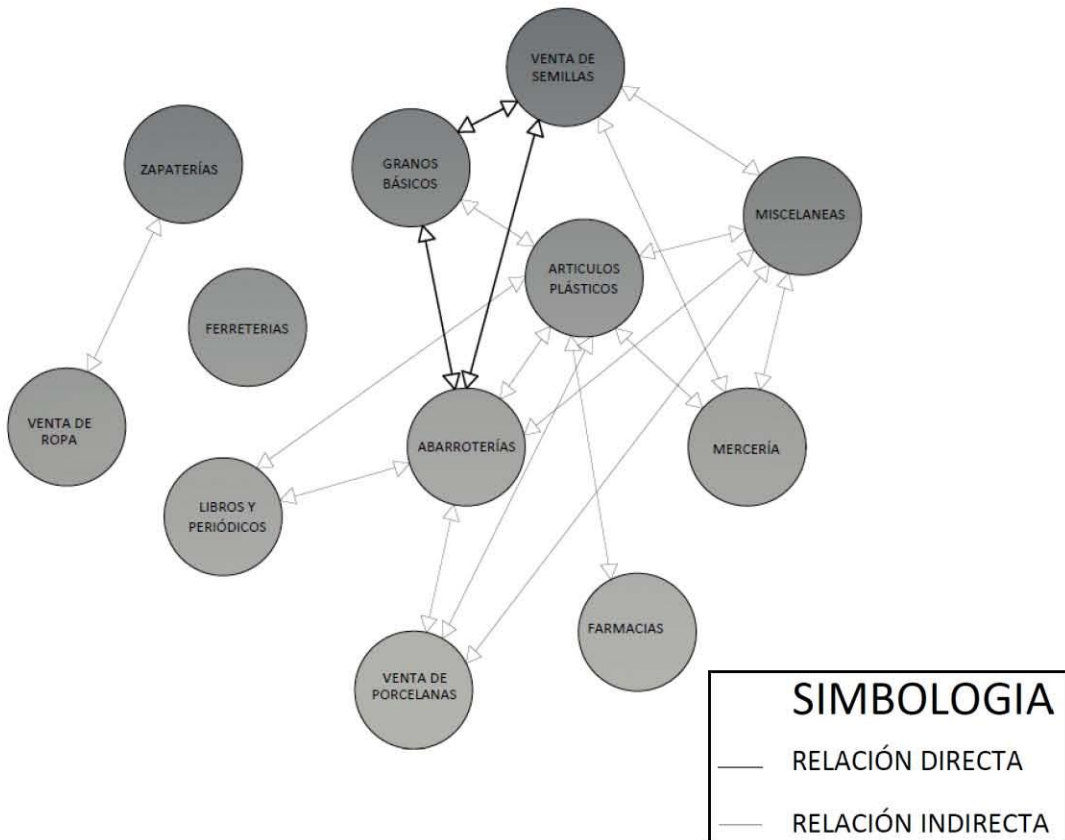 VENTA DE
SEMILLAS
ZAPATERÍAS
GRANOS
BÁSICOS
MISCELANEAS
ARTICULOS
PLÁSTICOS
FERRETERIAS
VENTA DE
ROPA
ABARROTERÍAS
MERCERÍA
LIBROS Y
PERIÓDICOS
FARMACIAS
VENTA DE
PORCELANAS
SIMBOLOGIA
RELACIÓN DIRECTA
RELACIÓN INDIRECTA